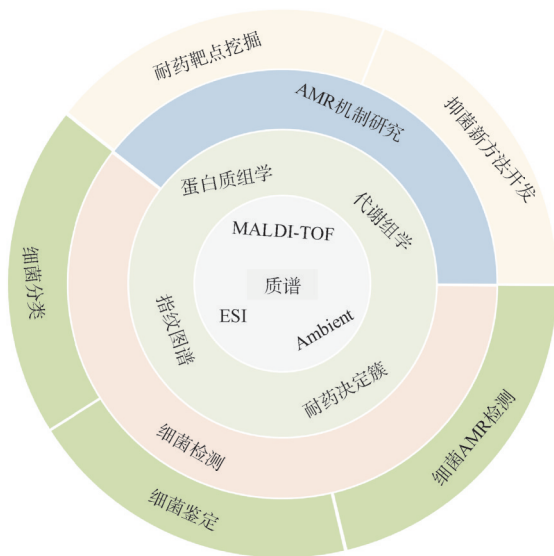 耐药靶点挖掘
抑菌新方法开发
AMR机制研究
蛋白质组学
代谢组学
MALDI-TOF
质谱
ESI
Ambient
指纹图谱
耐药决定簇
细菌分类
细菌检测
细菌鉴定
细菌AMR检测